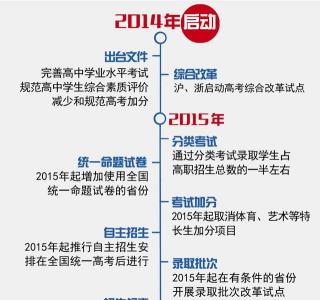 2014年启动
出台文件
完善高中学业水平考试
规范高中学生综合素质评价
减少和规范高考加分
综合改革
沪、浙启动高考综合改革试点
2015年
分类考试
通过分类考试录取学生占
高职招生总数的一半左右
统一命题试卷
2015年起增加使用全国
统一命题试卷的省份
考试加分
2015年起取消体育、艺术等特
长生加分项目
自主招生
2015年起推行自主招生安
排在全国统一高考后进行
录取批次
2015年起在有条件的省份
开展录取批次改革试点